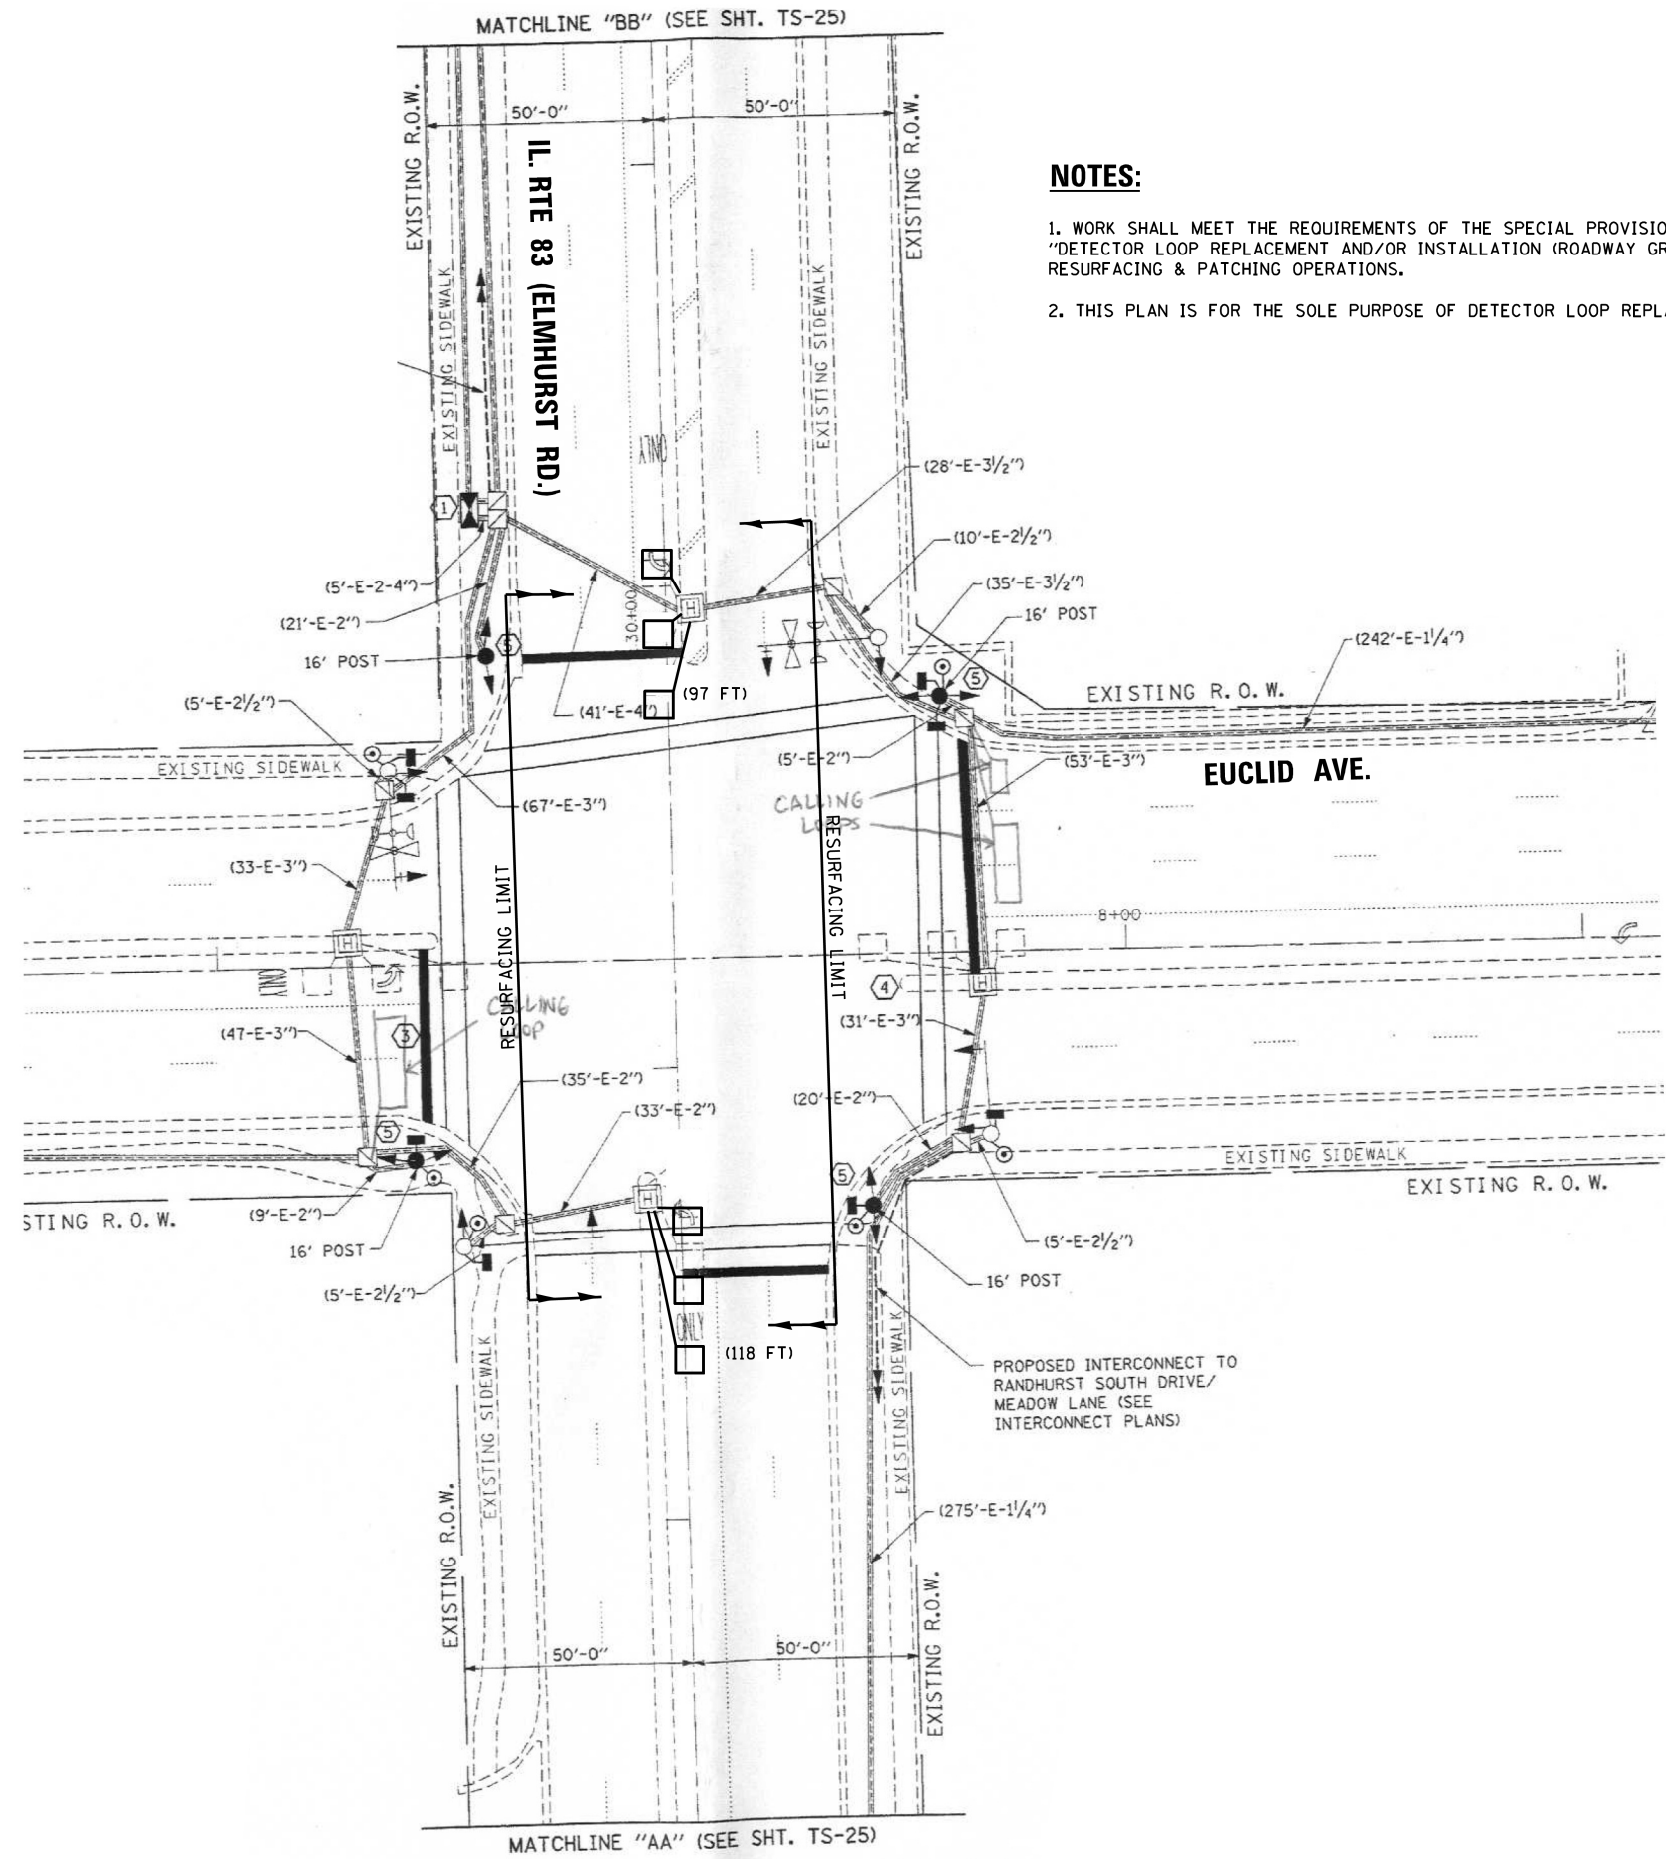 MATCHLINE "BB" (SEE SHT. TS-25)
50'-0"
50'-0"
EXISTING R.O.W.
EXISTING R.O.W.
IL. RTE 83 (ELMHURST RD.)
EXISTING SIDEWALK
EXISTING SIDEWALK
NOTES:
1. WORK SHALL MEET THE REQUIREMENTS OF THE SPECIAL PROVISIO
"DETECTOR LOOP REPLACEMENT AND/OR INSTALLATION (ROADWAY GR
RESURFACING & PATCHING OPERATIONS.
2. THIS PLAN IS FOR THE SOLE PURPOSE OF DETECTOR LOOP REPL
ONLY
(28'-E-3½")
1
(10'-E-2½")
(5'-E-2-4")
(35'-E-3½")
30+00
H
16' POST
(21'-E-2")
5
(242'-E-1¼")
16' POST
5
(97 FT)
EXISTING R.O.W.
(5'-E-2½")
(41'-E-4")
(5'-E-2")
(53'-E-3")
EXISTING SIDEWALK
EUCLID AVE.
(67'-E-3")
CALLING
LOOPS
(33-E-3")
RESURFACING LIMIT
RESURFACING LIMIT
8+00
H
ONLY
4
H
CALLING
LOOP
3
(47-E-3")
(31'-E-3")
(35'-E-2")
(33'-E-2")
(20'-E-2")
5
5
EXISTING SIDEWALK
H
STING R.O.W.
EXISTING R.O.W.
(9'-E-2")
16' POST
(5'-E-2½")
(5'-E-2½")
16' POST
ONLY
(118 FT)
PROPOSED INTERCONNECT TO
RANDHURST SOUTH DRIVE/
MEADOW LANE (SEE
INTERCONNECT PLANS)
EXISTING SIDEWALK
EXISTING SIDEWALK
EXISTING R.O.W.
(275'-E-1¼")
EXISTING R.O.W.
50'-0"
50'-0"
MATCHLINE "AA" (SEE SHT. TS-25)